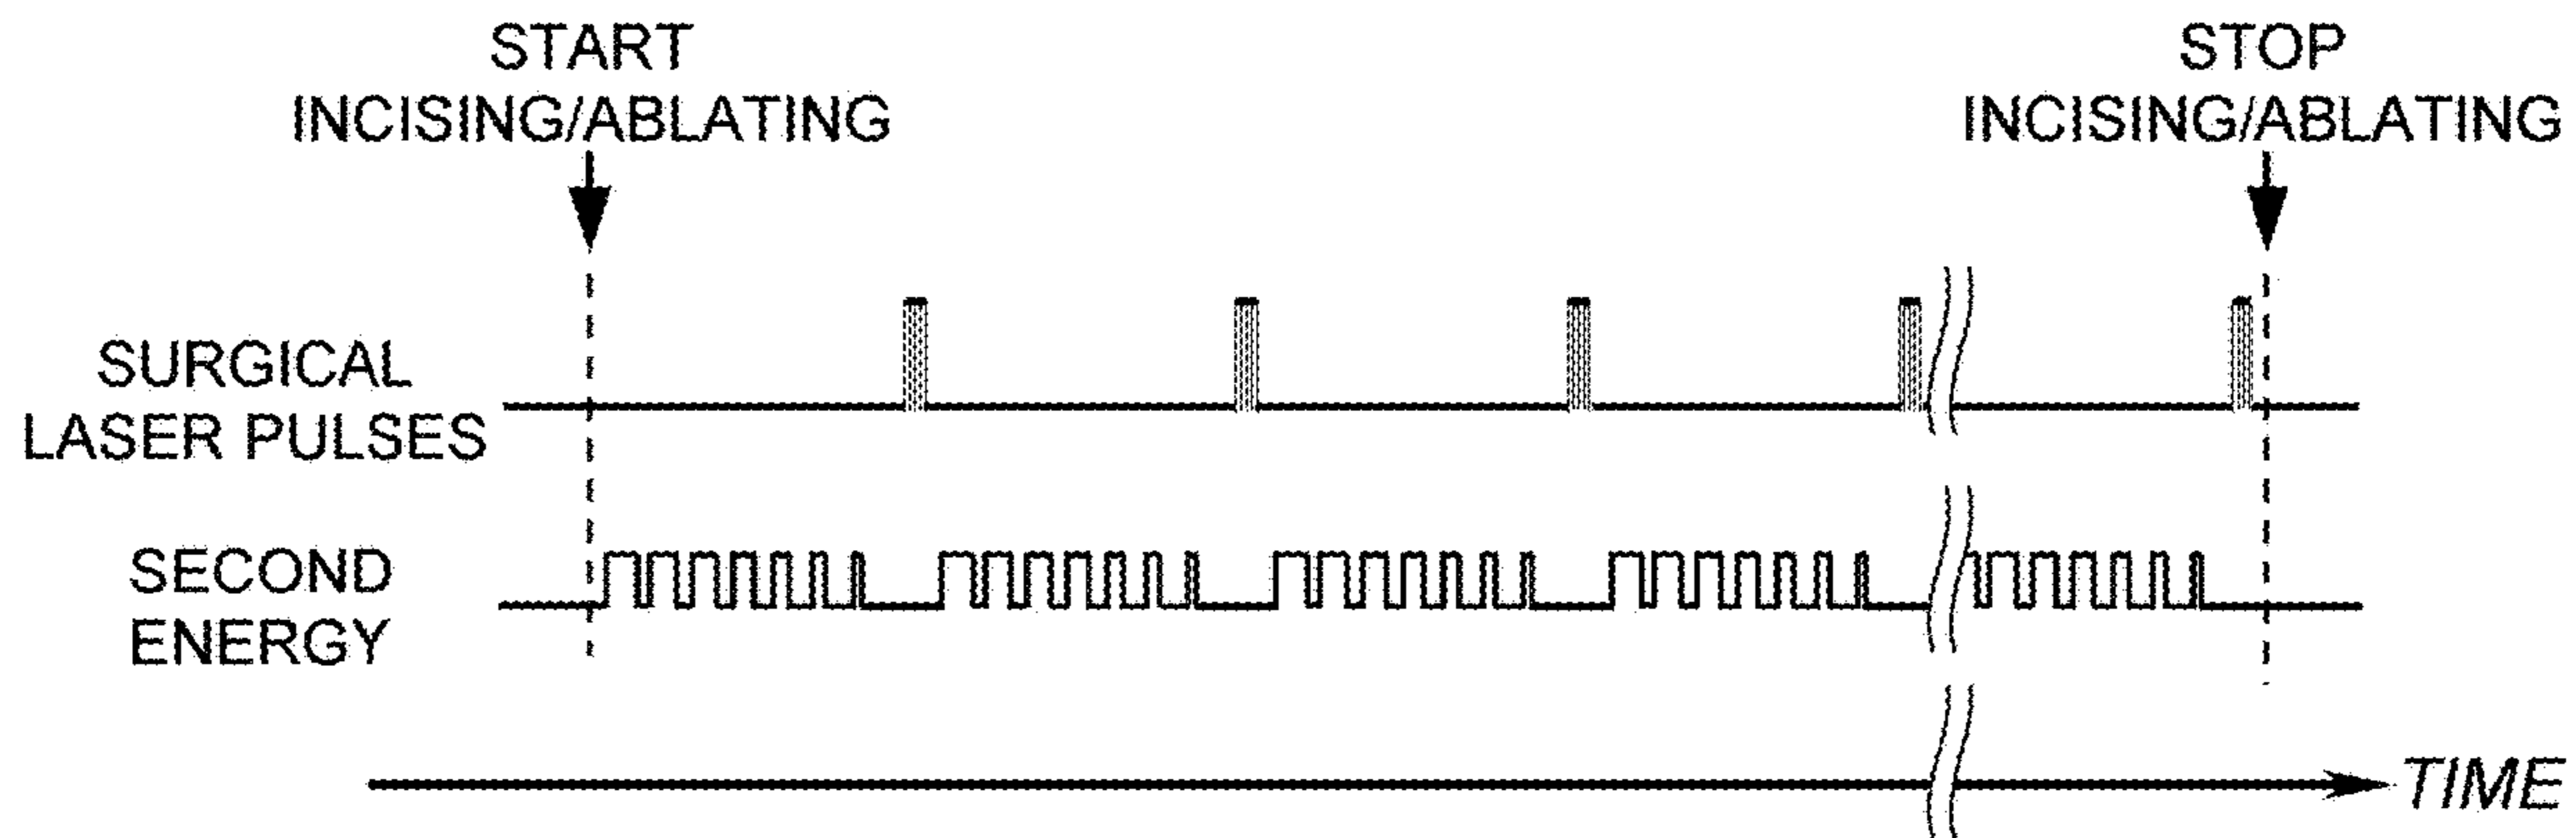 START
INCISING/ABLATING
STOP
INCISING/ABLATING
SURGICAL
LASER PULSES
SECOND
ENERGY
TIME